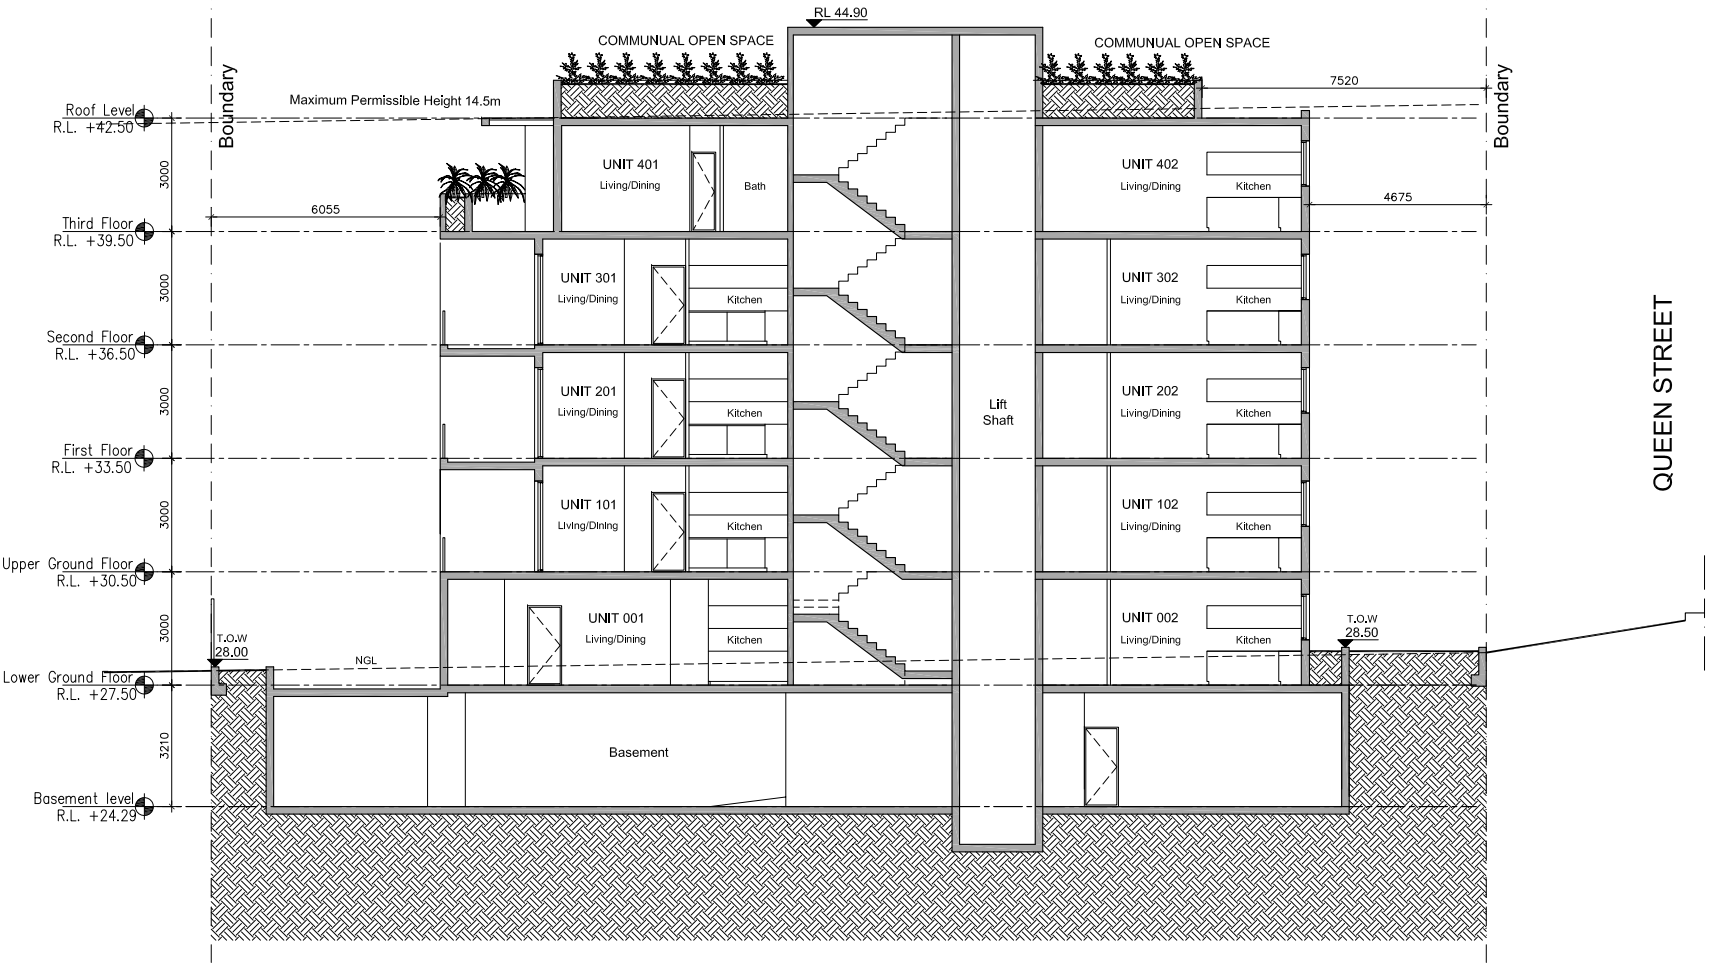 RL 44.90
COMMUNUAL OPEN SPACE
COMMUNUAL OPEN SPACE
7520
Boundary
Boundary
Maximum Permissible Height 14.5m
Roof Level
R.L. +42.50
3000
UNIT 401
Living/Dining
Bath
UNIT 402
Living/Dining
Kitchen
6055
4675
Third Floor
R.L. +39.50
3000
UNIT 301
Living/Dining
Kitchen
UNIT 302
Living/Dining
Kitchen
Second Floor
R.L. +36.50
3000
UNIT 201
Living/Dining
Kitchen
Lift
Shaft
UNIT 202
Living/Dining
Kitchen
QUEEN STREET
First Floor
R.L. +33.50
3000
UNIT 101
Living/Dining
Kitchen
UNIT 102
Living/Dining
Kitchen
Upper Ground Floor
R.L. +30.50
3000
UNIT 001
Living/Dining
Kitchen
UNIT 002
Living/Dining
Kitchen
T.O.W
28.00
T.O.W
28.50
NGL
Lower Ground Floor
R.L. +27.50
3210
Basement
Basement level
R.L. +24.29